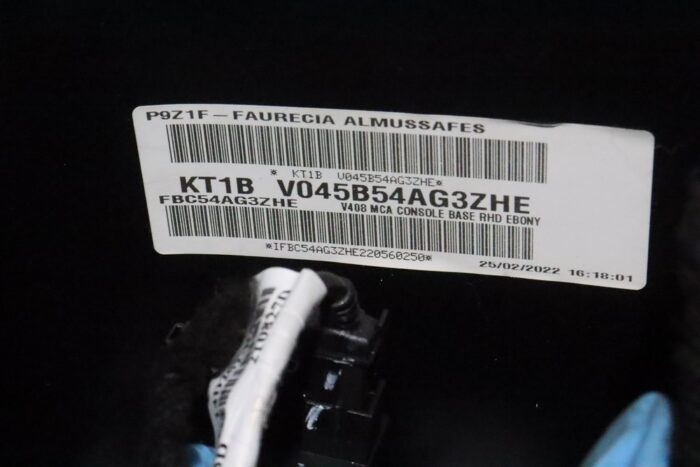 P9Z1F – FAURECIA ALMUSSAFES
* KT1B V045B54AG3ZHE*
KT1B V045B54AG3ZHE
FBC54AG3ZHE V408 MCA CONSOLE BASE RHD EBONY
*IFBC54AG3ZHE220560250*
25/02/2022 16:18:01